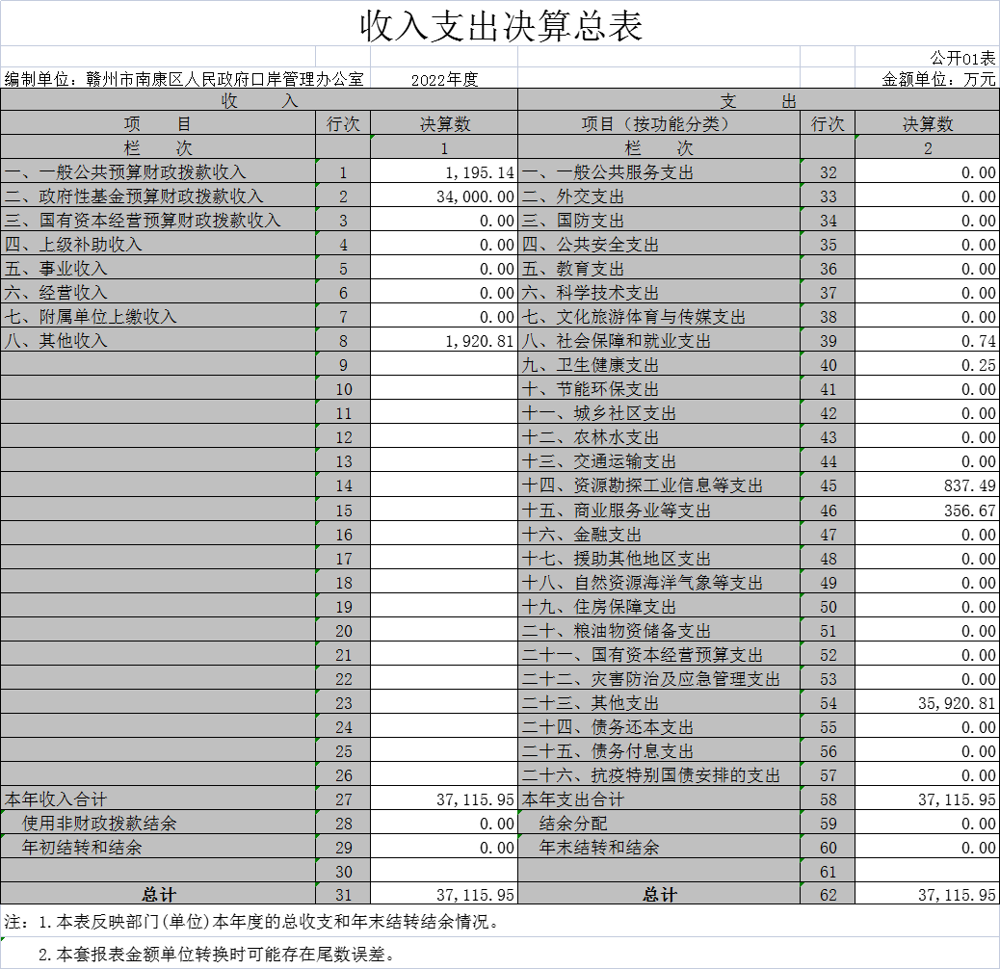 收入支出决算总表
公开01表
编制单位：赣州市南康区人民政府口岸管理办公室 2022年度 金额单位：万元
收 入 支 出
项 目 行次 决算数 项目（按功能分类） 行次 决算数
栏 次 1 栏 次 2
一、一般公共预算财政拨款收入 1 1,195.14 一、一般公共服务支出 32 0.00
二、政府性基金预算财政拨款收入 2 34,000.00 二、外交支出 33 0.00
三、国有资本经营预算财政拨款收入 3 0.00 三、国防支出 34 0.00
四、上级补助收入 4 0.00 四、公共安全支出 35 0.00
五、事业收入 5 0.00 五、教育支出 36 0.00
六、经营收入 6 0.00 六、科学技术支出 37 0.00
七、附属单位上缴收入 7 0.00 七、文化旅游体育与传媒支出 38 0.00
八、其他收入 8 1,920.81 八、社会保障和就业支出 39 0.74
9 九、卫生健康支出 40 0.25
10 十、节能环保支出 41 0.00
11 十一、城乡社区支出 42 0.00
12 十二、农林水支出 43 0.00
13 十三、交通运输支出 44 0.00
14 十四、资源勘探工业信息等支出 45 837.49
15 十五、商业服务业等支出 46 356.67
16 十六、金融支出 47 0.00
17 十七、援助其他地区支出 48 0.00
18 十八、自然资源海洋气象等支出 49 0.00
19 十九、住房保障支出 50 0.00
20 二十、粮油物资储备支出 51 0.00
21 二十一、国有资本经营预算支出 52 0.00
22 二十二、灾害防治及应急管理支出 53 0.00
23 二十三、其他支出 54 35,920.81
24 二十四、债务还本支出 55 0.00
25 二十五、债务付息支出 56 0.00
26 二十六、抗疫特别国债安排的支出 57 0.00
本年收入合计 27 37,115.95 本年支出合计 58 37,115.95
使用非财政拨款结余 28 0.00 结余分配 59 0.00
年初结转和结余 29 0.00 年末结转和结余 60 0.00
30 61
总计 31 37,115.95 总计 62 37,115.95
注：1.本表反映部门(单位)本年度的总收支和年末结转结余情况。
2.本套报表金额单位转换时可能存在尾数误差。